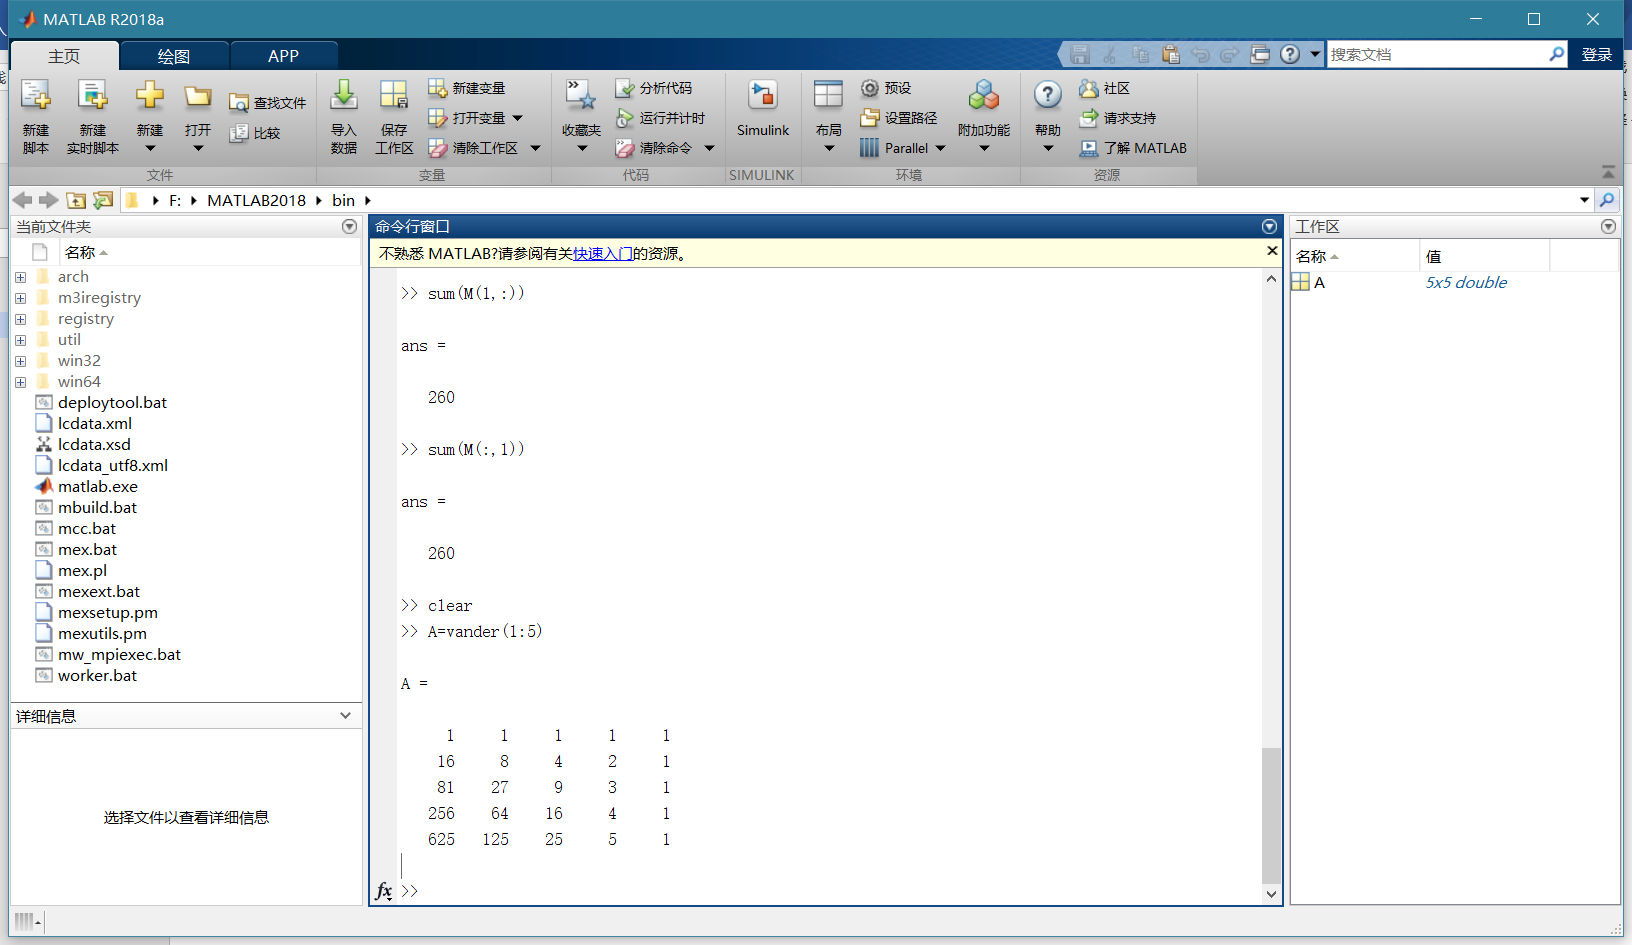 MATLAB R2018a
主页 绘图 APP
搜索文档 登录
新建 脚本
新建 实时脚本
新建
打开
查找文件
比较
导入 数据
保存 工作区
新建变量
打开变量
清除工作区
收藏夹
分析代码
运行并计时
清除命令
Simulink
布局
预设
设置路径
Parallel
附加功能
帮助
社区
请求支持
了解 MATLAB
文件 变量 代码 SIMULINK 环境 资源
F: MATLAB2018 bin
当前文件夹
名称
arch
m3iregistry
registry
util
win32
win64
deploytool.bat
lcdata.xml
lcdata.xsd
lcdata_utf8.xml
matlab.exe
mbuild.bat
mcc.bat
mex.bat
mex.pl
mexext.bat
mexsetup.pm
mexutils.pm
mw_mpiexec.bat
worker.bat
详细信息
选择文件以查看详细信息
命令行窗口
不熟悉 MATLAB?请参阅有关快速入门的资源。
>> sum(M(1,:))
ans =
260
>> sum(M(:,1))
ans =
260
>> clear
>> A=vander(1:5)
A =
1 1 1 1 1
16 8 4 2 1
81 27 9 3 1
256 64 16 4 1
625 125 25 5 1
fx >>
工作区
名称 值
A 5x5 double